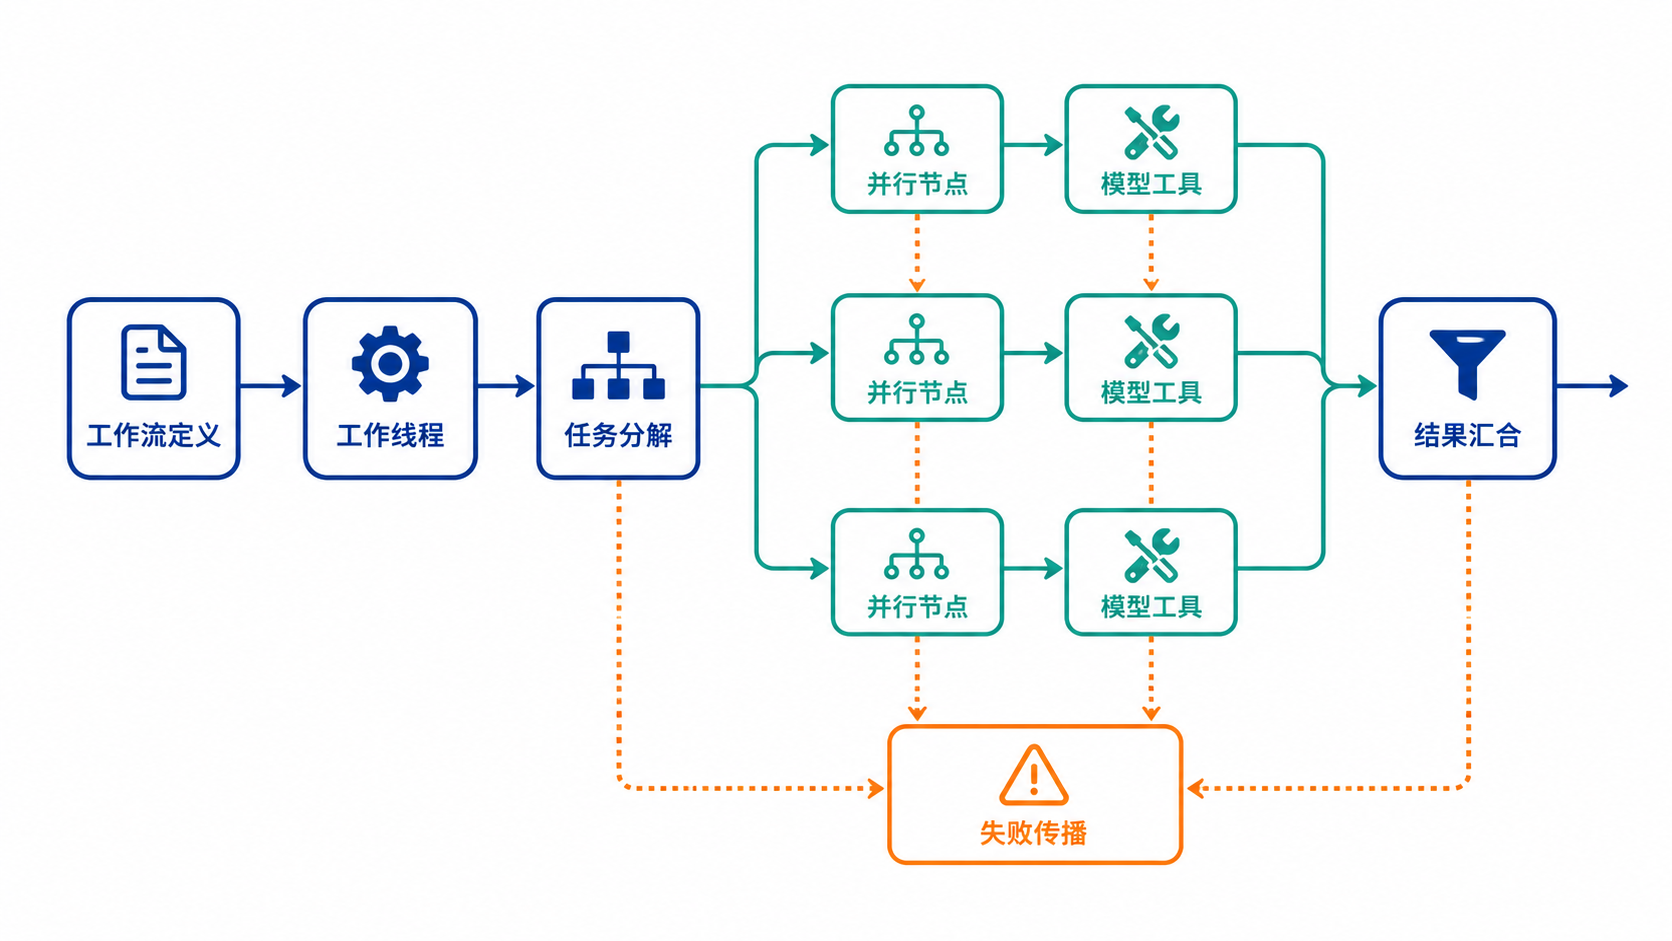 工作流定义
工作线程
任务分解
并行节点
模型工具
并行节点
模型工具
并行节点
模型工具
结果汇合
失败传播